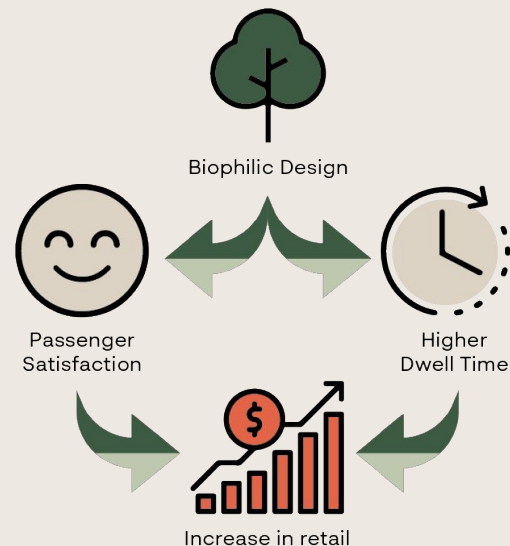 Biophilic Design
Passenger
Satisfaction
Higher
Dwell Time
$
Increase in retail